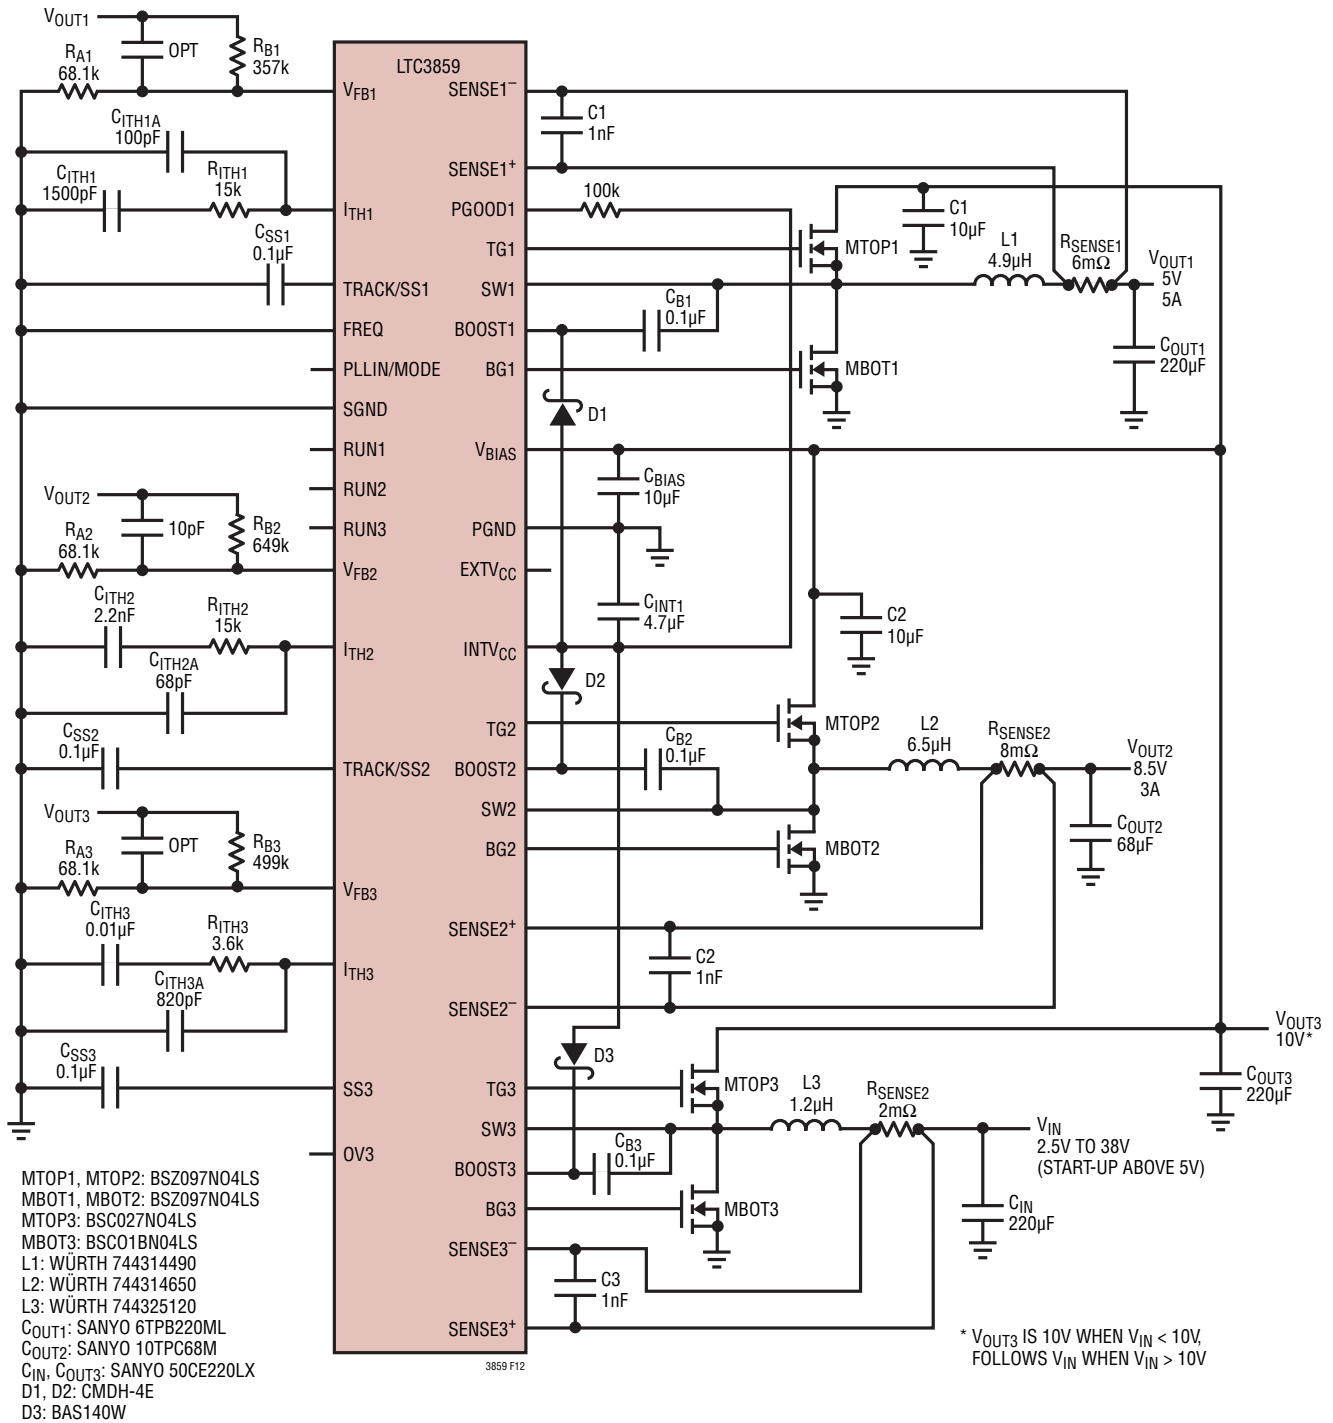 VOUT1
RA1
68.1k
OPT
RB1
357k
CITH1A
100pF
CITH1
1500pF
RITH1
15k
CSS1
0.1µF
VOUT2
RA2
68.1k
10pF
RB2
649k
CITH2
2.2nF
RITH2
15k
CITH2A
68pF
CSS2
0.1µF
VOUT3
RA3
68.1k
OPT
RB3
499k
CITH3
0.01µF
RITH3
3.6k
CITH3A
820pF
CSS3
0.1µF
LTC3859
VFB1
ITH1
TRACK/SS1
FREQ
PLLIN/MODE
SGND
RUN1
RUN2
RUN3
VFB2
ITH2
TRACK/SS2
VFB3
ITH3
SS3
OV3
SENSE1–
SENSE1+
PGOOD1
TG1
SW1
BOOST1
BG1
VBIAS
PGND
EXTVCC
INTVCC
TG2
BOOST2
SW2
BG2
SENSE2+
SENSE2–
TG3
SW3
BOOST3
BG3
SENSE3–
SENSE3+
C1
1nF
100k
MTOP1
C1
10µF
L1
4.9µH
RSENSE1
6mΩ
VOUT1
5V
5A
CB1
0.1µF
MBOT1
COUT1
220µF
D1
CBIAS
10µF
CINT1
4.7µF
C2
10µF
D2
MTOP2
L2
6.5µH
RSENSE2
8mΩ
VOUT2
8.5V
3A
CB2
0.1µF
MBOT2
COUT2
68µF
C2
1nF
D3
MTOP3
L3
1.2µH
RSENSE2
2mΩ
VOUT3
10V*
COUT3
220µF
VIN
2.5V TO 38V
(START-UP ABOVE 5V)
CB3
0.1µF
MBOT3
CIN
220µF
C3
1nF
MTOP1, MTOP2: BSZ097NO4LS
MBOT1, MBOT2: BSZ097NO4LS
MTOP3: BSC027NO4LS
MBOT3: BSCO1BN04LS
L1: WÜRTH 744314490
L2: WÜRTH 744314650
L3: WÜRTH 744325120
COUT1: SANYO 6TPB220ML
COUT2: SANYO 10TPC68M
CIN, COUT3: SANYO 50CE220LX
D1, D2: CMDH-4E
D3: BAS140W
3859 F12
* VOUT3 IS 10V WHEN VIN < 10V,
FOLLOWS VIN WHEN VIN > 10V